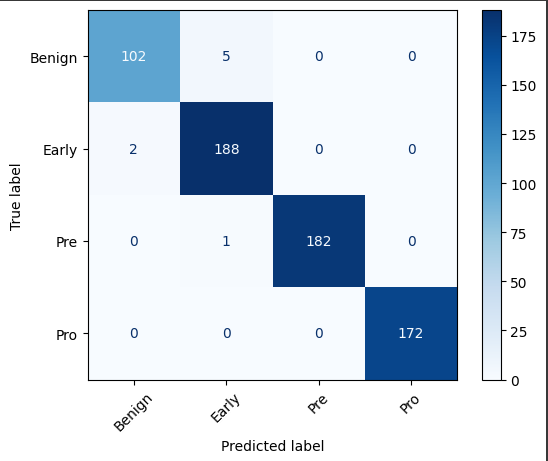 Benign 102 5 0 0
Early 2 188 0 0
Pre 0 1 182 0
Pro 0 0 0 172
Benign Early Pre Pro
Predicted label
True label
175
150
125
100
75
50
25
0